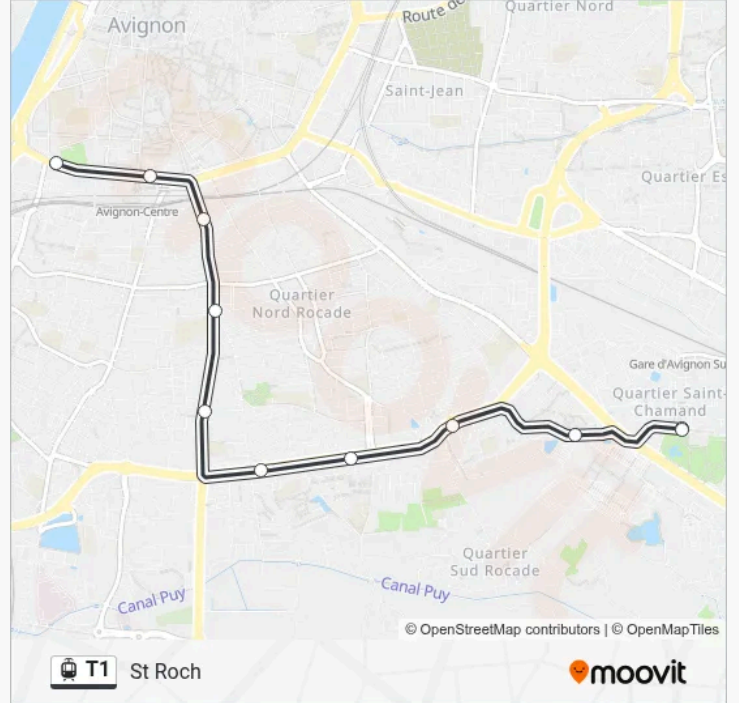 Quartier Nord
Route de
Avignon
Saint-Jean
Quartier Es
Avignon-Centre
Quartier
Nord Rocade
Gare d'Avignon Su
Quartier Saint-
Chamand
Quartier
Sud Rocade
Canal Puy
Canal Puy
© OpenStreetMap contributors | © OpenMapTiles
T1 St Roch
moovit